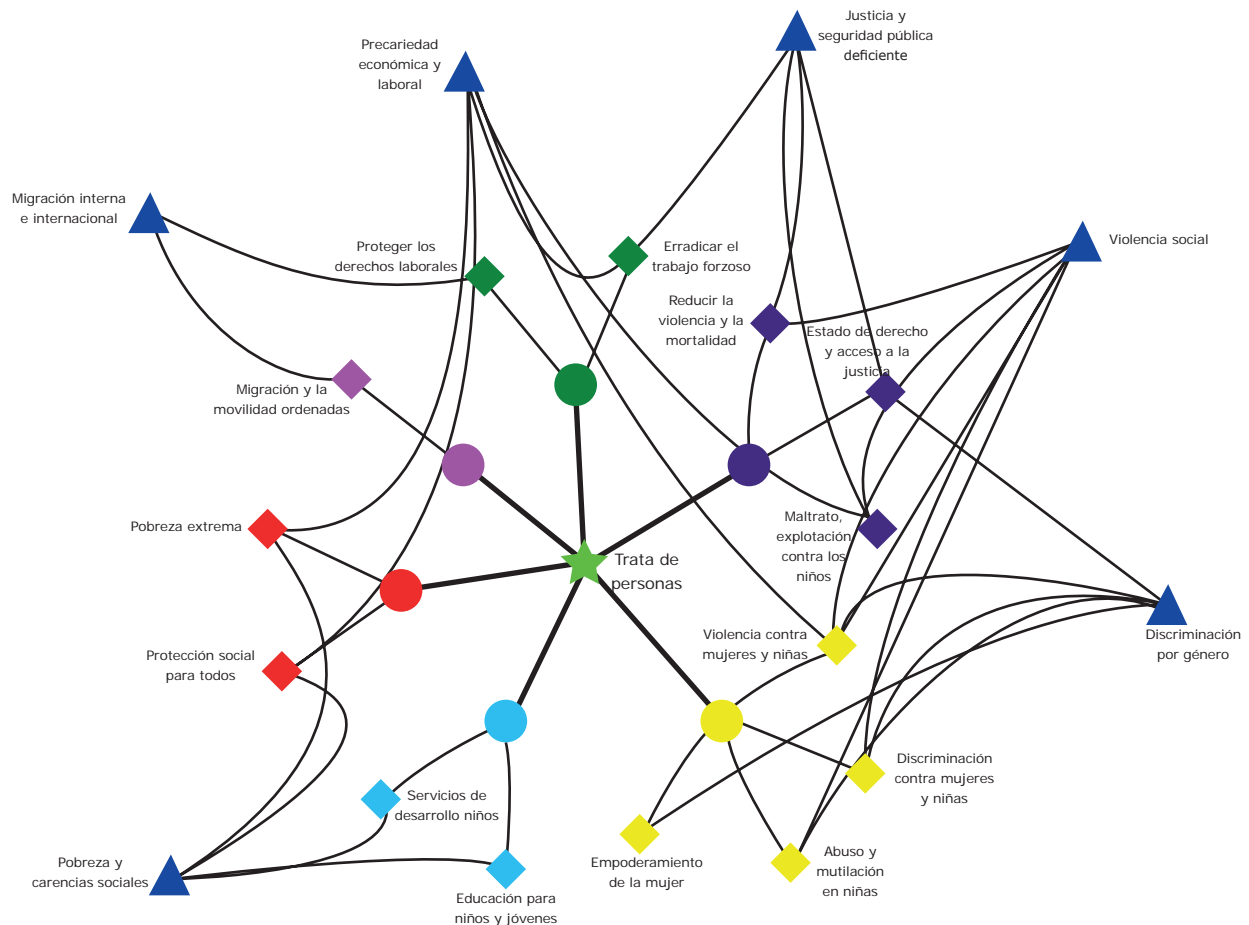 Justicia y
seguridad pública
deficiente
Precariedad
económica y
laboral
Migración interna
e internacional
Violencia social
Proteger los
derechos laborales
Erradicar el
trabajo forzoso
Reducir la
violencia y la
mortalidad
Estado de derecho
y acceso a la
justicia
Migración y la
movilidad ordenadas
Pobreza extrema
Maltrato,
explotación
contra los
niños
Trata de
personas
Violencia contra
mujeres y niñas
Discriminación
por género
Protección social
para todos
Discriminación
contra mujeres
y niñas
Servicios de
desarrollo niños
Pobreza y
carencias sociales
Empoderamiento
de la mujer
Abuso y
mutilación
en niñas
Educación para
niños y jóvenes